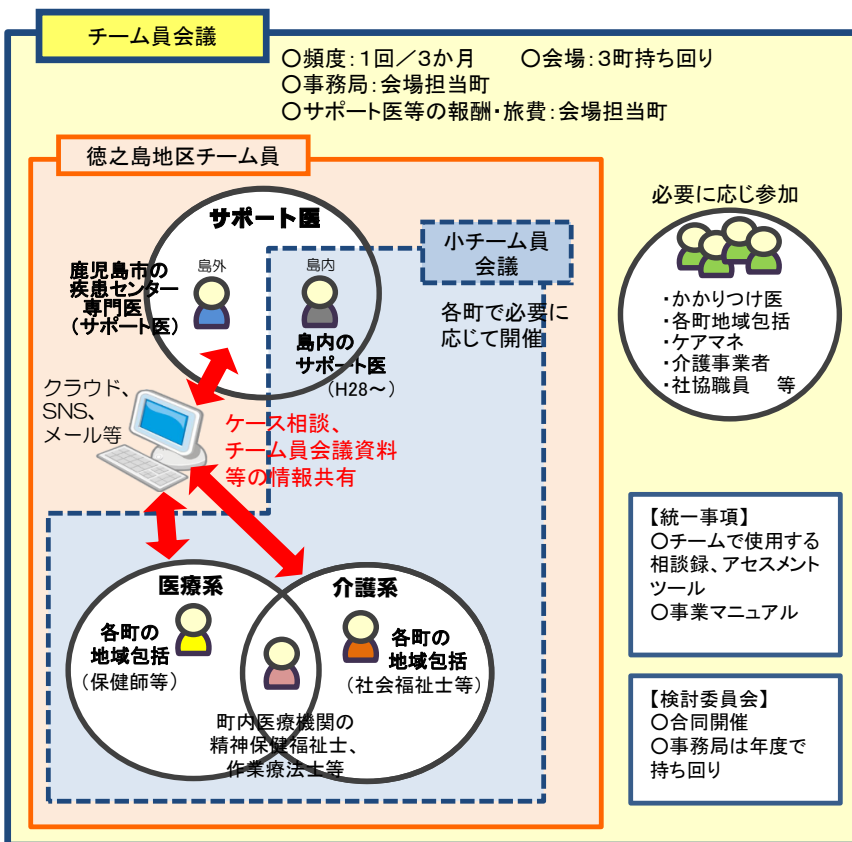 チーム員会議
〇頻度：１回／３か月　　〇会場：３町持ち回り
〇事務局：会場担当町
〇サポート医等の報酬・旅費：会場担当町
徳之島地区チーム員
サポート医
島外
島内
鹿児島市の
疾患センター
専門医
（サポート医）
島内の
サポート医
（H28～）
小チーム員
会議
各町で必要に
応じて開催
クラウド、
SNS、
メール等
ケース相談、
チーム員会議資料
等の情報共有
医療系
各町の
地域包括
（保健師等）
介護系
各町の
地域包括
（社会福祉士等）
町内医療機関の
精神保健福祉士、
作業療法士等
必要に応じ参加
・かかりつけ医
・各町地域包括
・ケアマネ
・介護事業者
・社協職員　等
【統一事項】
〇チームで使用する
相談録、アセスメント
ツール
〇事業マニュアル
【検討委員会】
〇合同開催
〇事務局は年度で
持ち回り